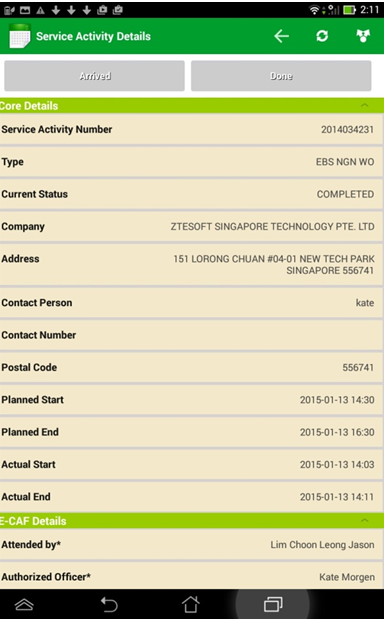 2:11
Service Activity Details
Arrived
Done
Core Details
Service Activity Number 2014034231
Type EBS NGN WO
Current Status COMPLETED
Company ZTESOFT SINGAPORE TECHNOLOGY PTE. LTD
Address 151 LORONG CHUAN #04-01 NEW TECH PARK
SINGAPORE 556741
Contact Person kate
Contact Number
Postal Code 556741
Planned Start 2015-01-13 14:30
Planned End 2015-01-13 16:30
Actual Start 2015-01-13 14:03
Actual End 2015-01-13 14:11
E-CAF Details
Attended by* Lim Choon Leong Jason
Authorized Officer* Kate Morgen